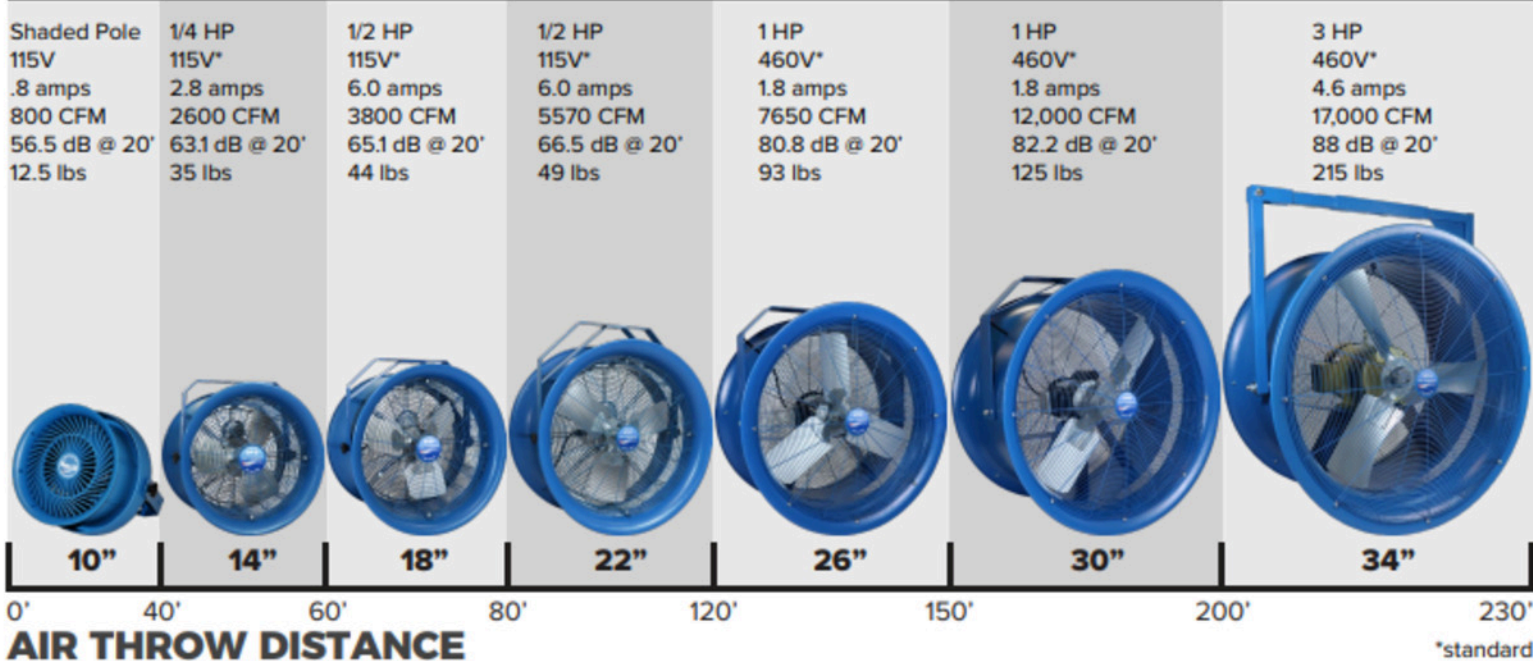 Shaded Pole
115V
.8 amps
800 CFM
56.5 dB @ 20'
12.5 lbs
1/4 HP
115V*
2.8 amps
2600 CFM
63.1 dB @ 20'
35 lbs
1/2 HP
115V*
6.0 amps
3800 CFM
65.1 dB @ 20'
44 lbs
1/2 HP
115V*
6.0 amps
5570 CFM
66.5 dB @ 20'
49 lbs
1 HP
460V*
1.8 amps
7650 CFM
80.8 dB @ 20'
93 lbs
1 HP
460V*
1.8 amps
12,000 CFM
82.2 dB @ 20'
125 lbs
3 HP
460V*
4.6 amps
17,000 CFM
88 dB @ 20'
215 lbs
10” 14” 18” 22” 26” 30” 34”
0' 40' 60' 80' 120' 150' 200' 230'
AIR THROW DISTANCE
*standard